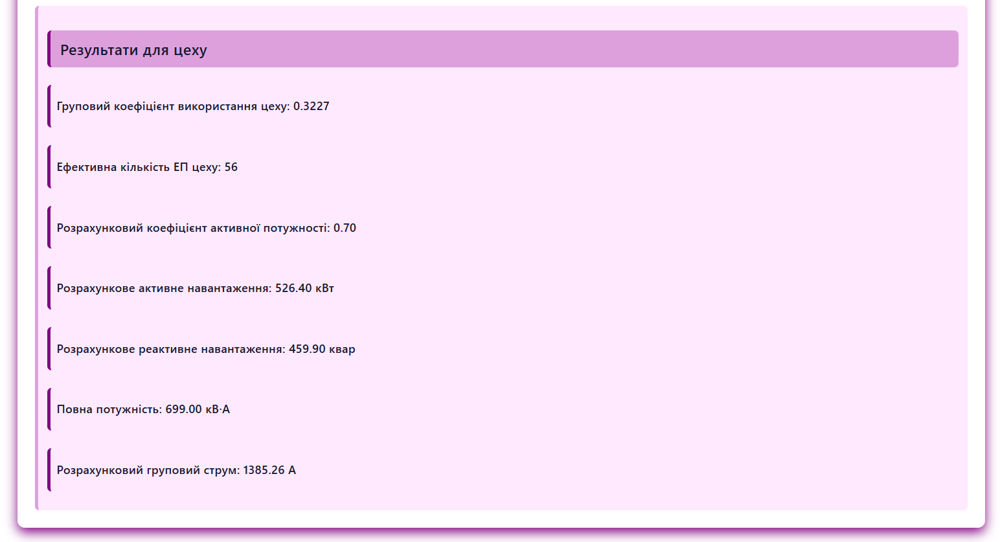 Результати для цеху
Груповий коефіцієнт використання цеху: 0.3227
Ефективна кількість ЕП цеху: 56
Розрахунковий коефіцієнт активної потужності: 0.70
Розрахункове активне навантаження: 526.40 кВт
Розрахункове реактивне навантаження: 459.90 квар
Повна потужність: 699.00 кВ·А
Розрахунковий груповий струм: 1385.26 А